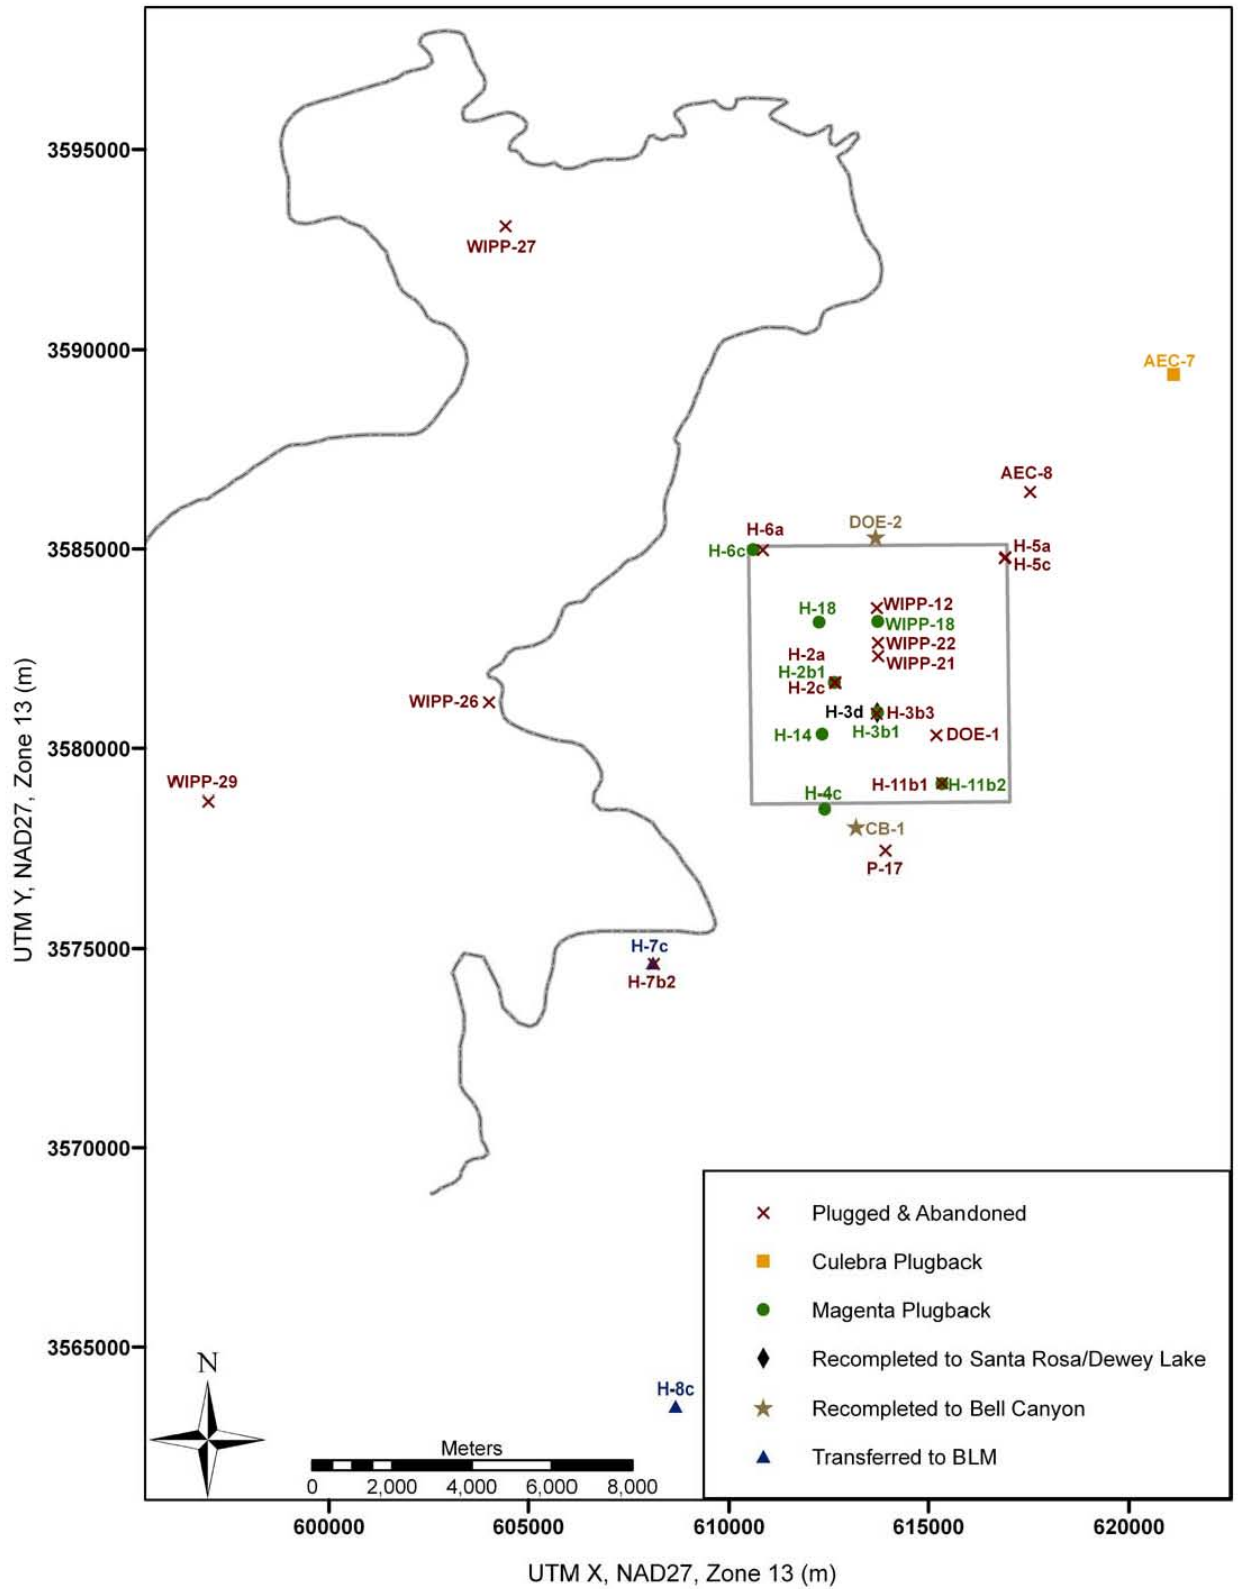 3595000
WIPP-27
3590000
AEC-7
AEC-8
DOE-2
H-6a
3585000
H-6c
H-5a
H-5c
WIPP-12
H-18
WIPP-18
WIPP-22
H-2a
WIPP-21
H-2b1
H-2c
WIPP-26
H-3d
H-3b3
H-3b1
H-14
DOE-1
3580000
WIPP-29
H-11b1
H-11b2
H-4c
CB-1
P-17
3575000
H-7c
H-7b2
3570000
Plugged & Abandoned
Culebra Plugback
Magenta Plugback
Recompleted to Santa Rosa/Dewey Lake
Recompleted to Bell Canyon
Transferred to BLM
3565000
N
H-8c
Meters
0 2,000 4,000 6,000 8,000
600000 605000 610000 615000 620000
UTM X, NAD27, Zone 13 (m)
UTM Y, NAD27, Zone 13 (m)